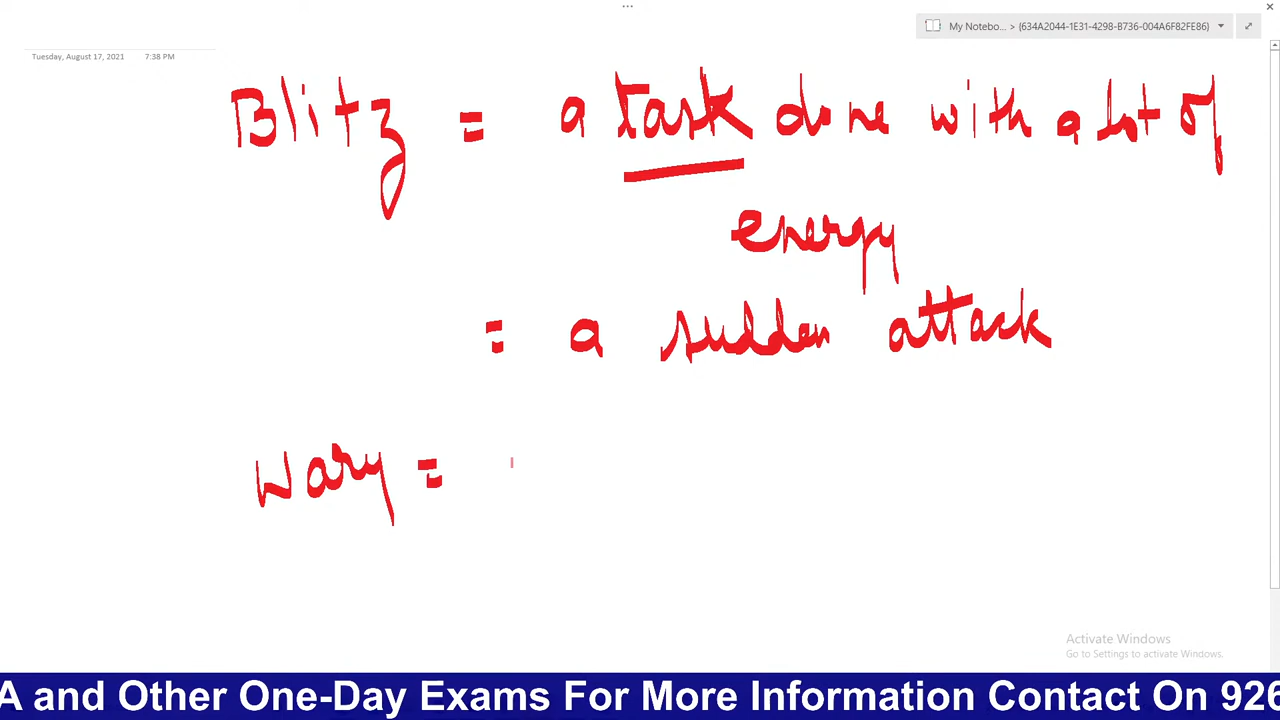 ...
My Notebo... > (634A2044-1E31-4298-B736-004A6F82FE86)
Tuesday, August 17, 2021 7:38 PM
Blitz = a task done with a lot of
energy
= a sudden attack
Wary =
Activate Windows
Go to Settings to activate Windows.
A and Other One-Day Exams For More Information Contact On 926